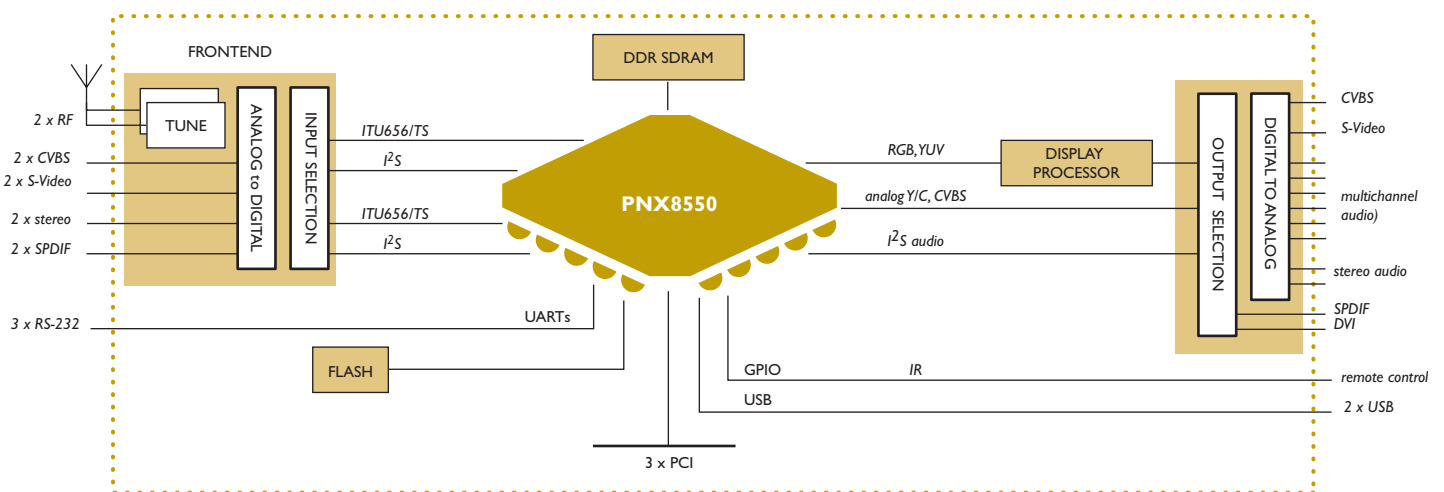 FRONTEND
DDR SDRAM
2 x RF
TUNE
ANALOG to DIGITAL
INPUT SELECTION
2 x CVBS
2 x S-Video
2 x stereo
2 x SPDIF
ITU656/TS
I2S
ITU656/TS
I2S
PNX8550
RGB,YUV
DISPLAY
PROCESSOR
analog Y/C, CVBS
I2S audio
OUTPUT SELECTION
DIGITAL TO ANALOG
CVBS
S-Video
multichannel
audio)
stereo audio
SPDIF
DVI
3 x RS-232
UARTs
FLASH
GPIO
IR
remote control
USB
2 x USB
3 x PCI